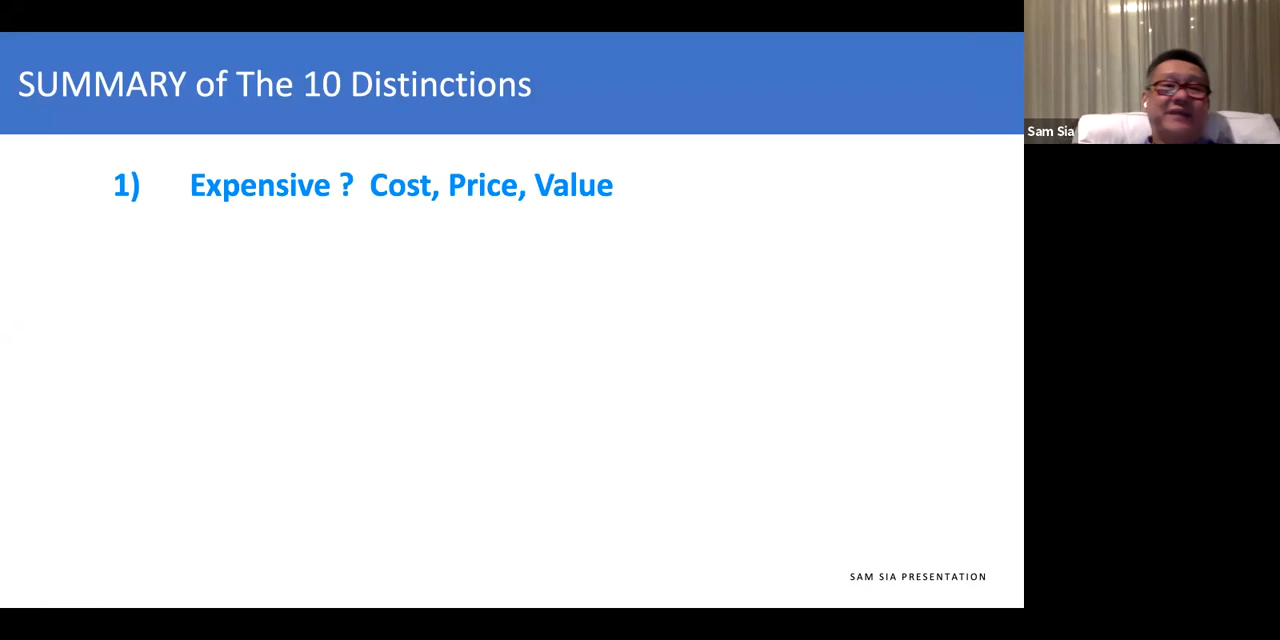 SUMMARY of The 10 Distinctions
Sam Sia
1) Expensive ? Cost, Price, Value
SAM SIA PRESENTATION